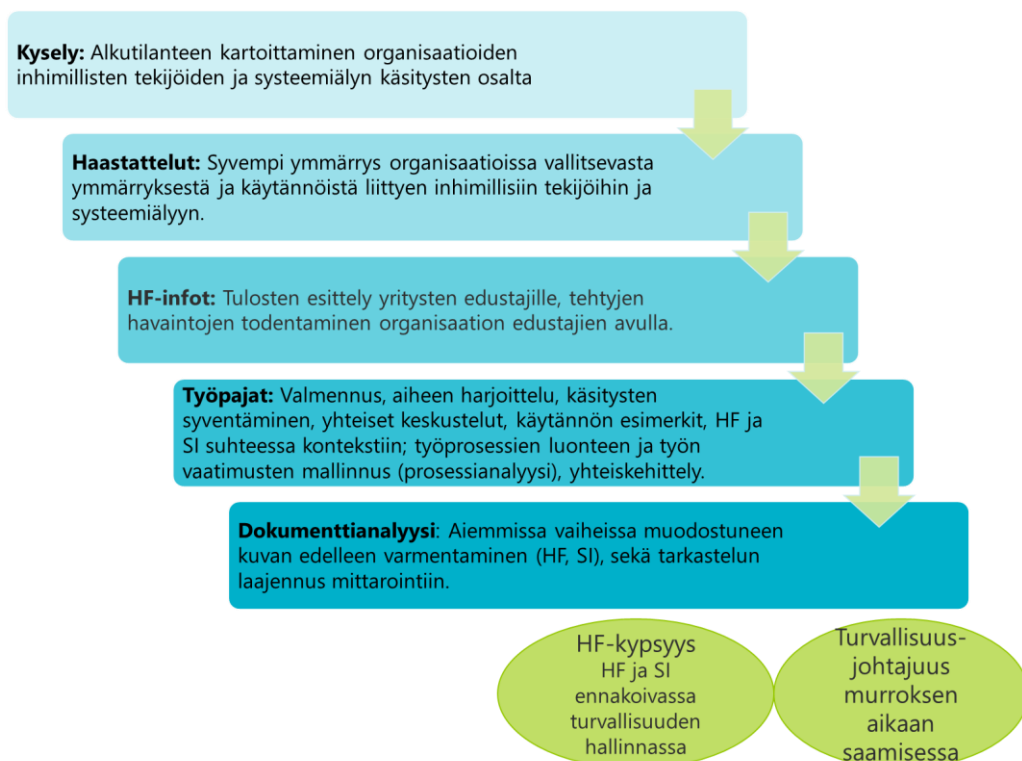 Kysely: Alkutilanteen kartoittaminen organisaatioiden
inhimillisten tekijöiden ja systeemiälyn käsitysten osalta
Haastattelut: Syvempi ymmärrys organisaatioissa vallitsevasta
ymmärryksestä ja käytännöistä liittyen inhimillisiin tekijöihin ja
systeemiälyyn.
HF-infot: Tulosten esittely yritysten edustajille, tehtyjen
havaintojen todentaminen organisaation edustajien avulla.
Työpajat: Valmennus, aiheen harjoittelu, käsitysten
syventäminen, yhteiset keskustelut, käytännön esimerkit, HF ja
SI suhteessa kontekstiin; työprosessien luonteen ja työn
vaatimusten mallinnus (prosessianalyysi), yhteiskehittely.
Dokumenttianalyysi: Aiemmissa vaiheissa muodostuneen
kuvan edelleen varmentaminen (HF, SI), sekä tarkastelun
laajennus mittarointiin.
HF-kypsyys
HF ja SI
ennakoivassa
turvallisuuden
hallinnassa
Turvallisuus-
johtajuus
murroksen
aikaan
saamisessa